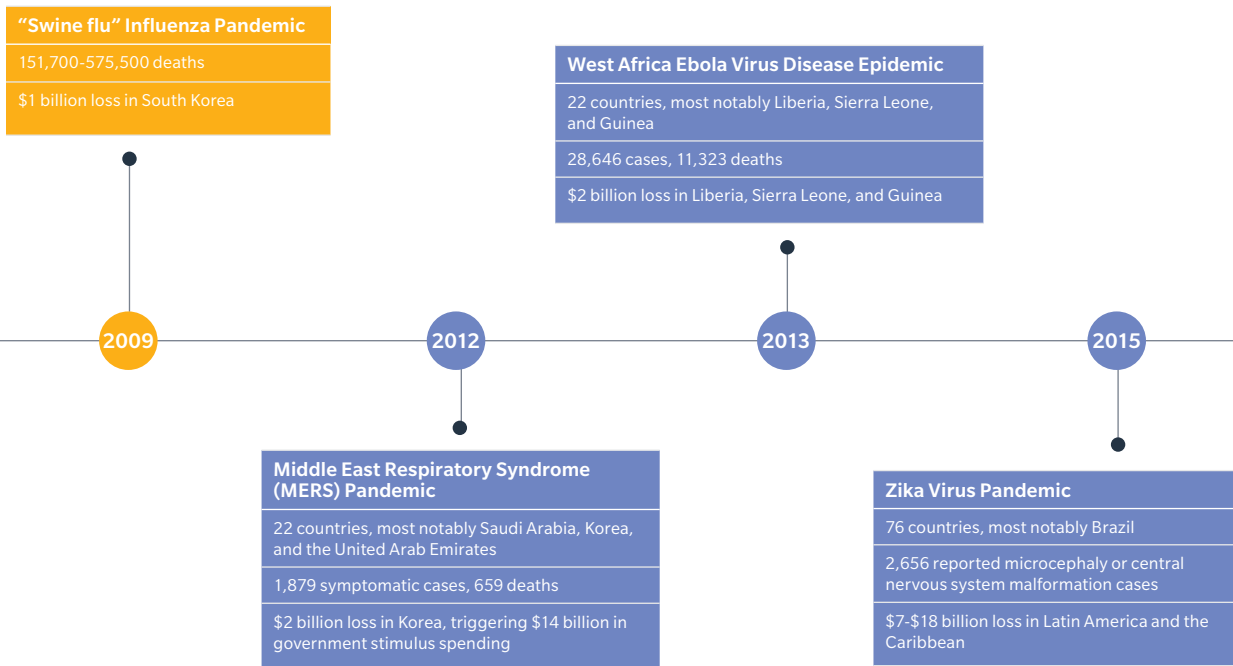 “Swine flu” Influenza Pandemic
151,700-575,500 deaths
$1 billion loss in South Korea
West Africa Ebola Virus Disease Epidemic
22 countries, most notably Liberia, Sierra Leone,
and Guinea
28,646 cases, 11,323 deaths
$2 billion loss in Liberia, Sierra Leone, and Guinea
2009
2012
2013
2015
Middle East Respiratory Syndrome
(MERS) Pandemic
22 countries, most notably Saudi Arabia, Korea,
and the United Arab Emirates
1,879 symptomatic cases, 659 deaths
$2 billion loss in Korea, triggering $14 billion in
government stimulus spending
Zika Virus Pandemic
76 countries, most notably Brazil
2,656 reported microcephaly or central
nervous system malformation cases
$7-$18 billion loss in Latin America and the
Caribbean